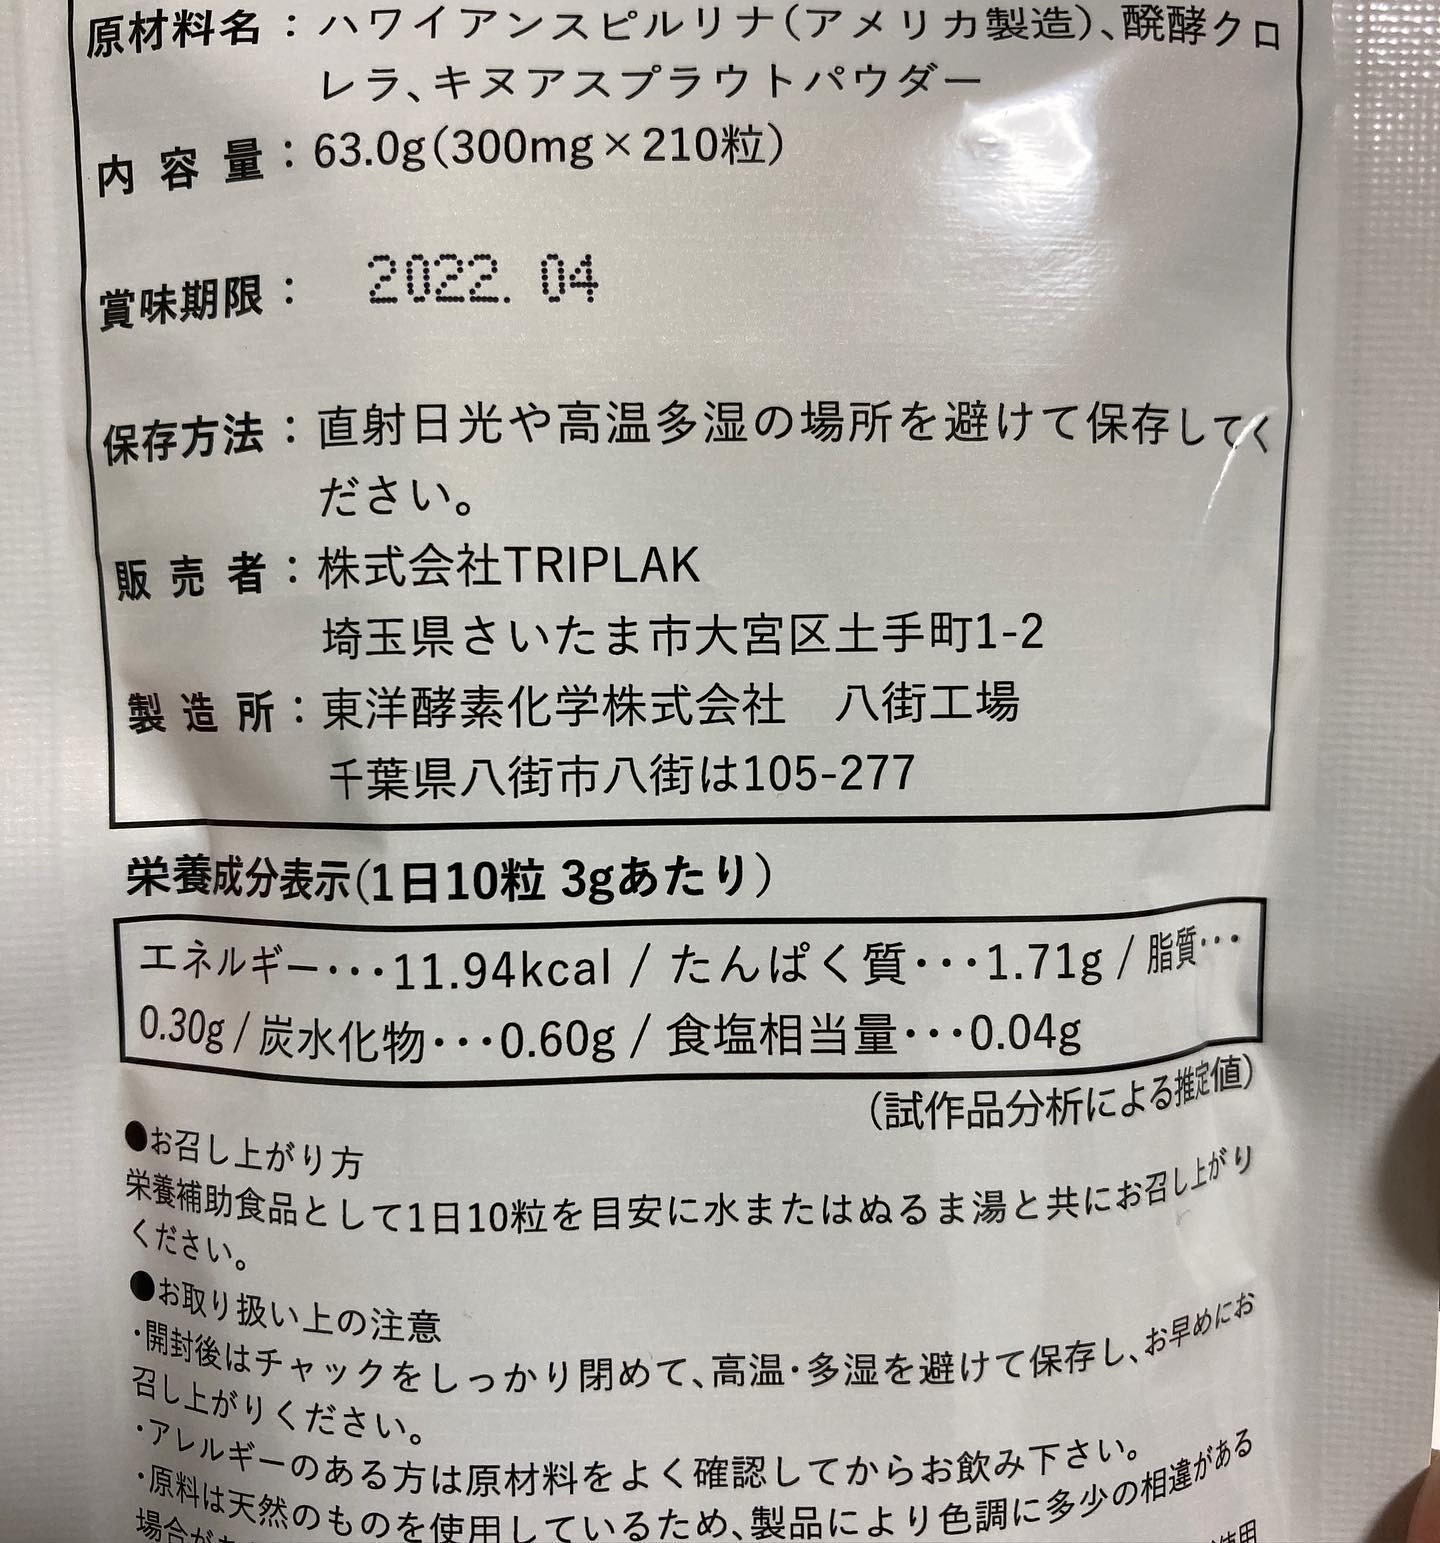 原材料名：ハワイアンスピルリナ（アメリカ製造）、醗酵クロ
レラ、キヌアスプラウトパウダー
内容量：63.0g（300mg×210粒）
賞味期限： 2022.04
保存方法：直射日光や高温多湿の場所を避けて保存してく
ださい。
販売者：株式会社TRIPLAK
埼玉県さいたま市大宮区土手町1-2
製造所：東洋酵素化学株式会社　八街工場
千葉県八街市八街は105-277
栄養成分表示（1日10粒 3gあたり）
エネルギー･･･11.94kcal / たんぱく質･･･1.71g / 脂質･･･
0.30g / 炭水化物･･･0.60g / 食塩相当量･･･0.04g
（試作品分析による推定値）
●お召し上がり方
栄養補助食品として1日10粒を目安に水またはぬるま湯と共にお召し上がり
ください。
●お取り扱い上の注意
・開封後はチャックをしっかり閉めて、高温・多湿を避けて保存し、お早めにお
召し上がりください。
・アレルギーのある方は原材料をよく確認してからお飲み下さい。
・原料は天然のものを使用しているため、製品により色調に多少の相違がある
場合が
使用